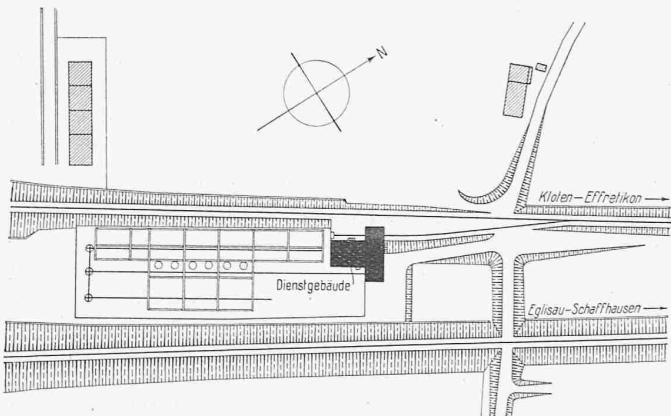 N
Kloten-Effretikon
Dienstgebäude
Eglisau-Schaffhausen